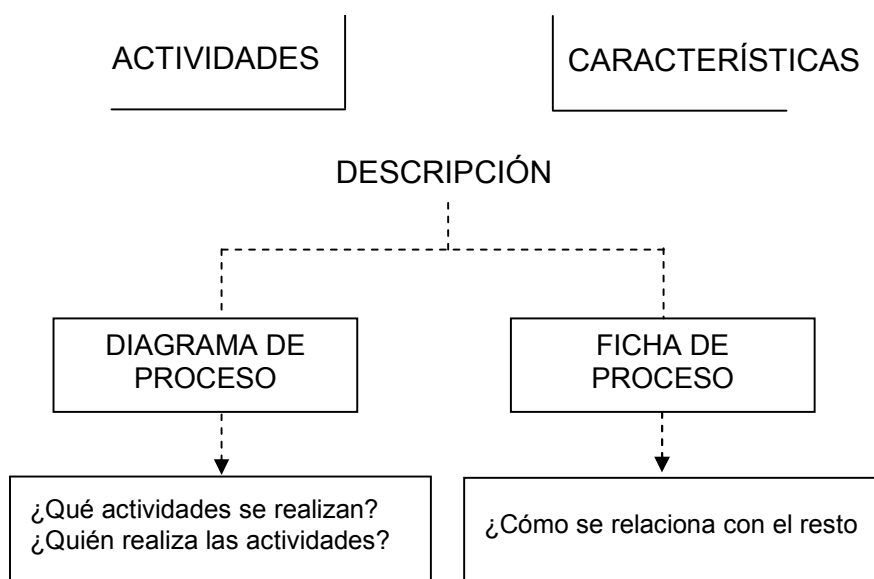 ACTIVIDADES
CARACTERÍSTICAS
DESCRIPCIÓN
DIAGRAMA DE
PROCESO
FICHA DE
PROCESO
¿Qué actividades se realizan?
¿Quién realiza las actividades?
¿Cómo se relaciona con el resto